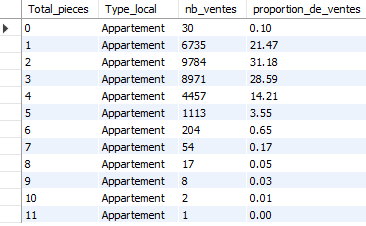 Total_pieces Type_local nb_ventes proportion_de_ventes
0 Appartement 30 0.10
1 Appartement 6735 21.47
2 Appartement 9784 31.18
3 Appartement 8971 28.59
4 Appartement 4457 14.21
5 Appartement 1113 3.55
6 Appartement 204 0.65
7 Appartement 54 0.17
8 Appartement 17 0.05
9 Appartement 8 0.03
10 Appartement 2 0.01
11 Appartement 1 0.00